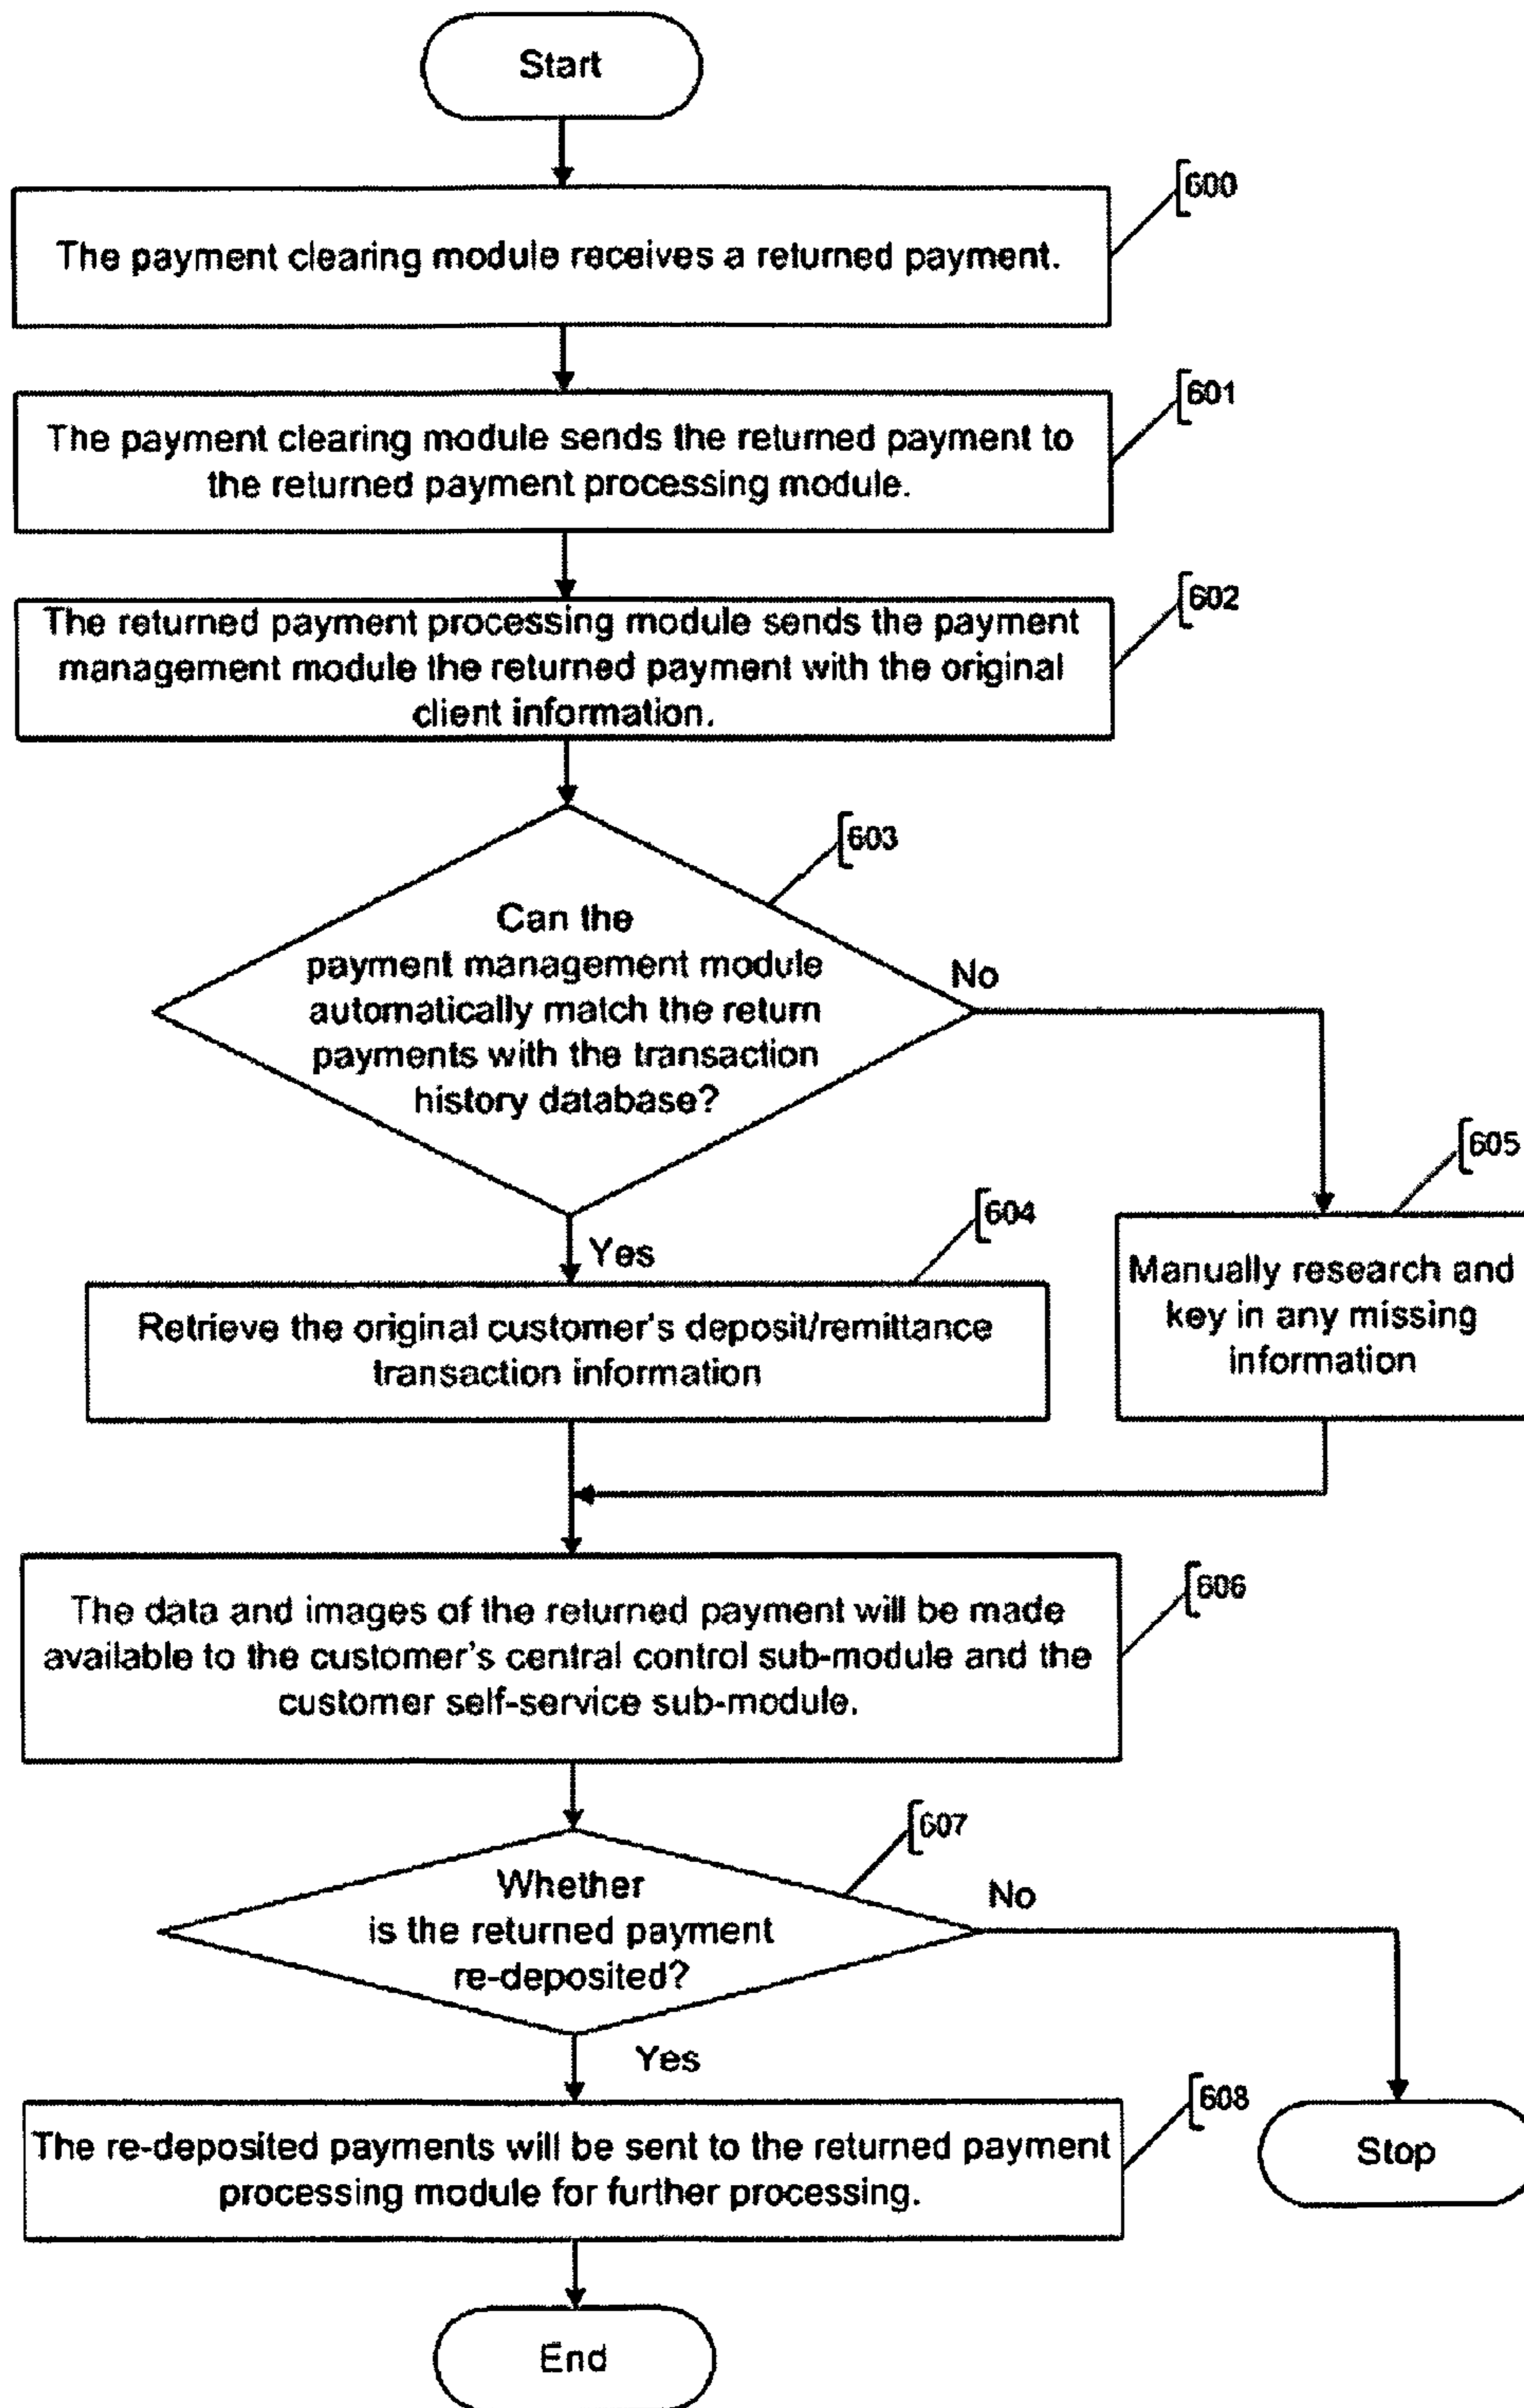 Start
600
The payment clearing module receives a returned payment.
601
The payment clearing module sends the returned payment to
the returned payment processing module.
602
The returned payment processing module sends the payment
management module the returned payment with the original
client information.
603
Can the
payment management module
automatically match the return
payments with the transaction
history database?
No
Yes
604
605
Retrieve the original customer's deposit/remittance
transaction information
Manually research and
key in any missing
information
606
The data and images of the returned payment will be made
available to the customer's central control sub-module and the
customer self-service sub-module.
607
Whether
is the returned payment
re-deposited?
No
Yes
608
The re-deposited payments will be sent to the returned payment
processing module for further processing.
Stop
End